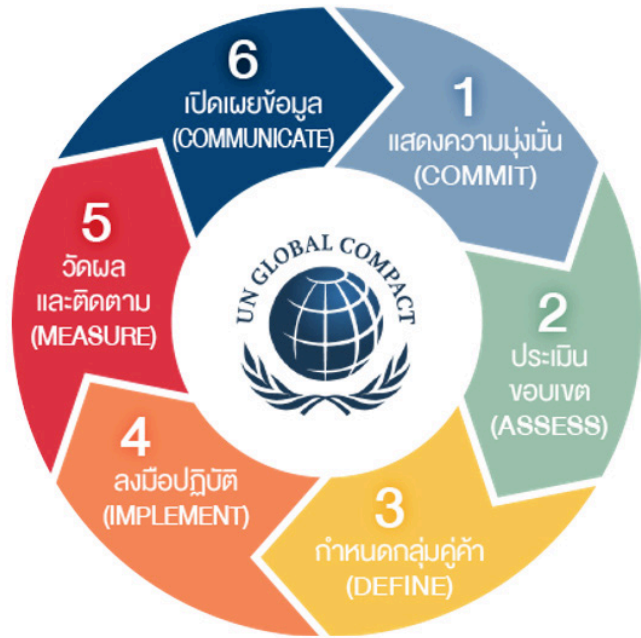 1
แสดงความมุ่งมั่น
(COMMIT)
2
ประเมิน
ขอบเขต
(ASSESS)
3
กำหนดกลุ่มคู่ค้า
(DEFINE)
4
ลงมือปฏิบัติ
(IMPLEMENT)
5
วัดผล
และติดตาม
(MEASURE)
6
เปิดเผยข้อมูล
(COMMUNICATE)
UN GLOBAL COMPACT